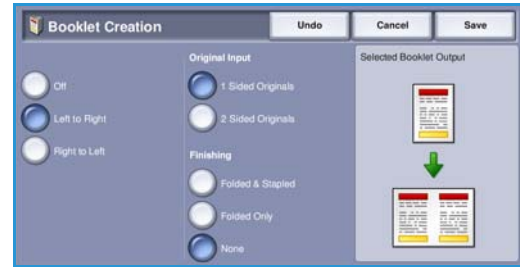 Booklet Creation
Undo
Cancel
Save
Off
Left to Right
Right to Left
Original Input
1 Sided Originals
2 Sided Originals
Finishing
Folded & Stapled
Folded Only
None
Selected Booklet Output